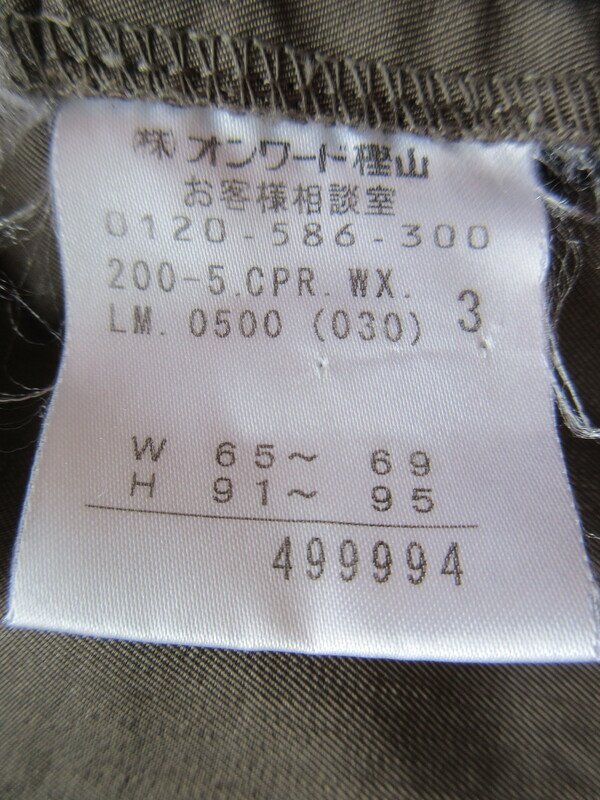 (株)オンワード樫山
お客様相談室
0120-586-300
200-5.CPR.WX.
LM. 0500 (030) 3
W 65～ 69
H 91～ 95
499994